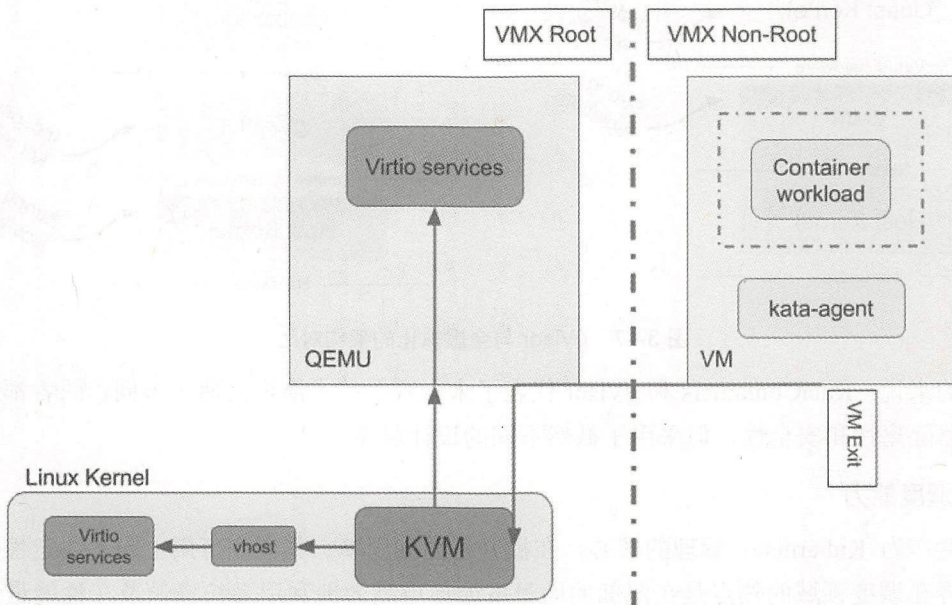 VMX Root
VMX Non-Root
Virtio services
Container
workload
kata-agent
QEMU
VM
VM Exit
Linux Kernel
Virtio
services
vhost
KVM